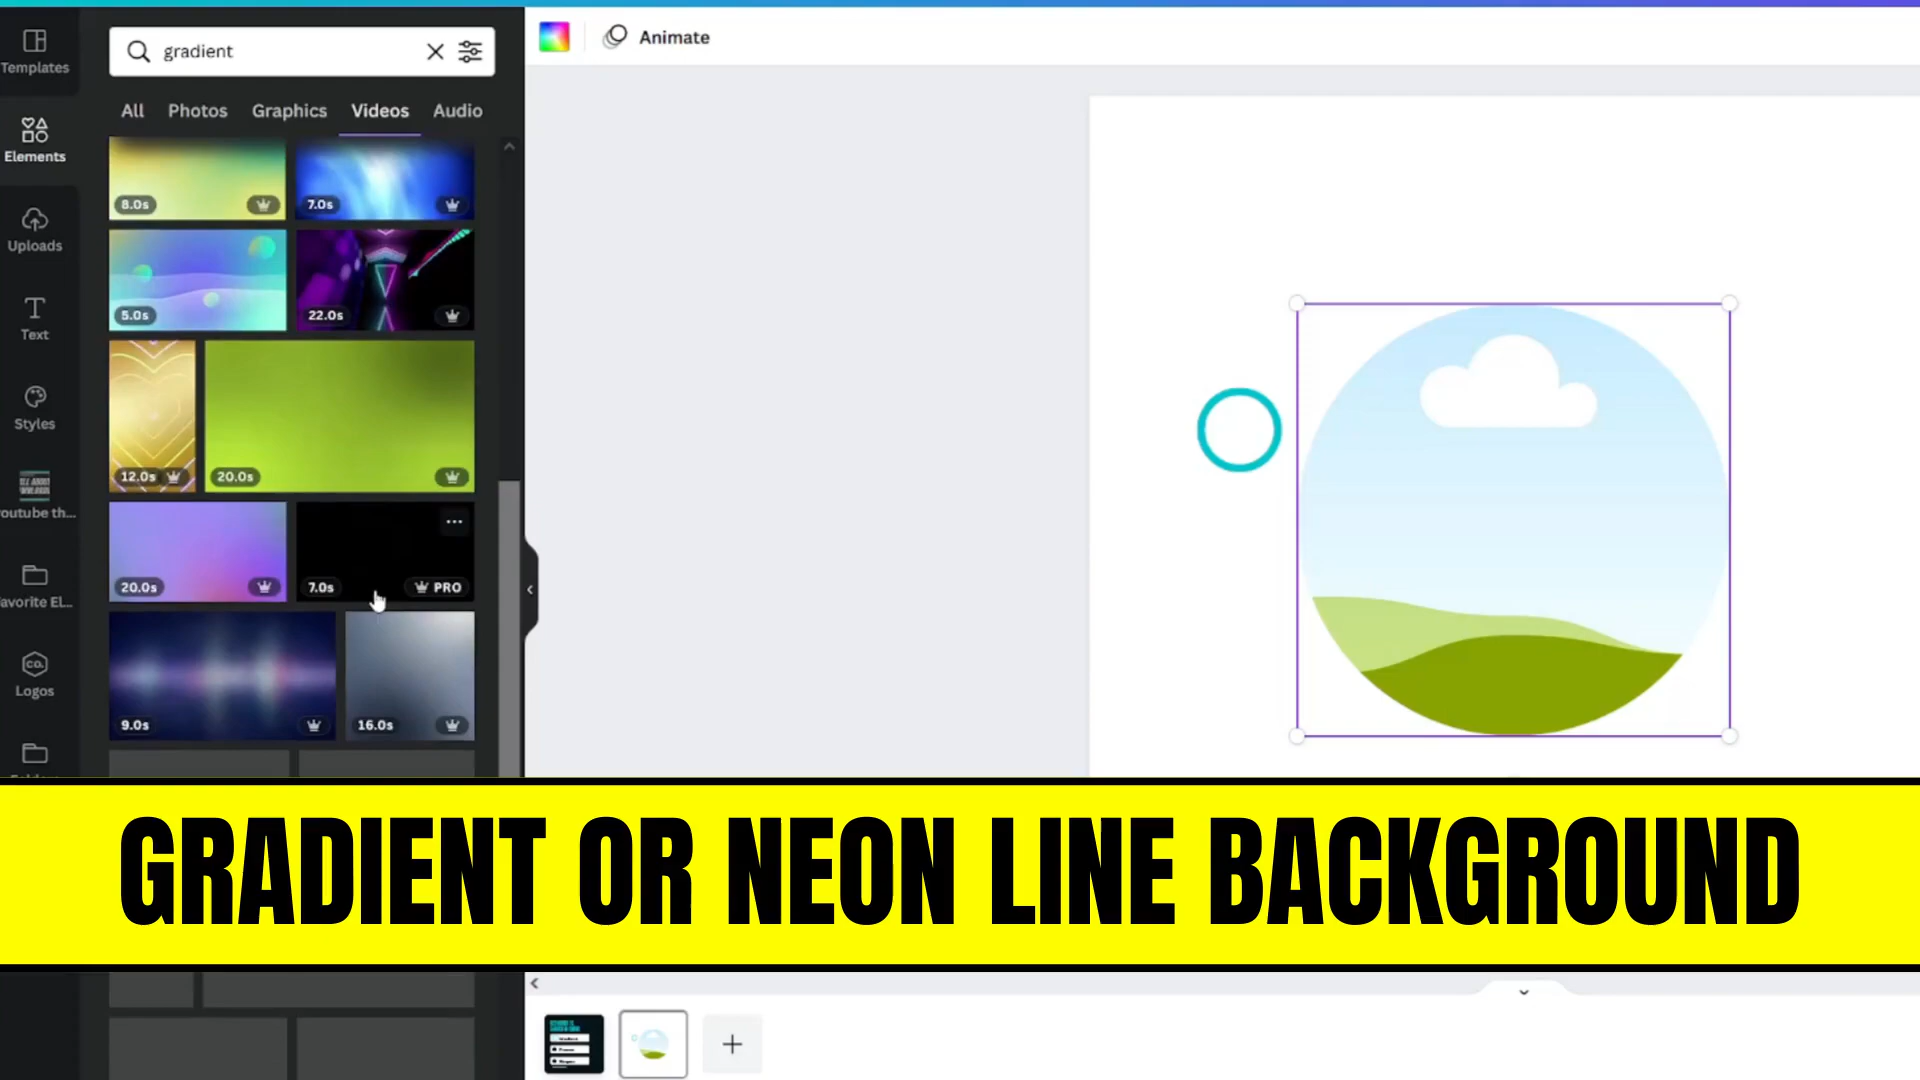 Templates
Elements
Uploads
Text
Styles
outube th...
avorite El...
CO.
Logos
gradient
All Photos Graphics Videos Audio
8.0s
7.0s
5.0s
22.0s
12.0s
20.0s
20.0s
7.0s
PRO
9.0s
16.0s
Animate
GRADIENT OR NEON LINE BACKGROUND